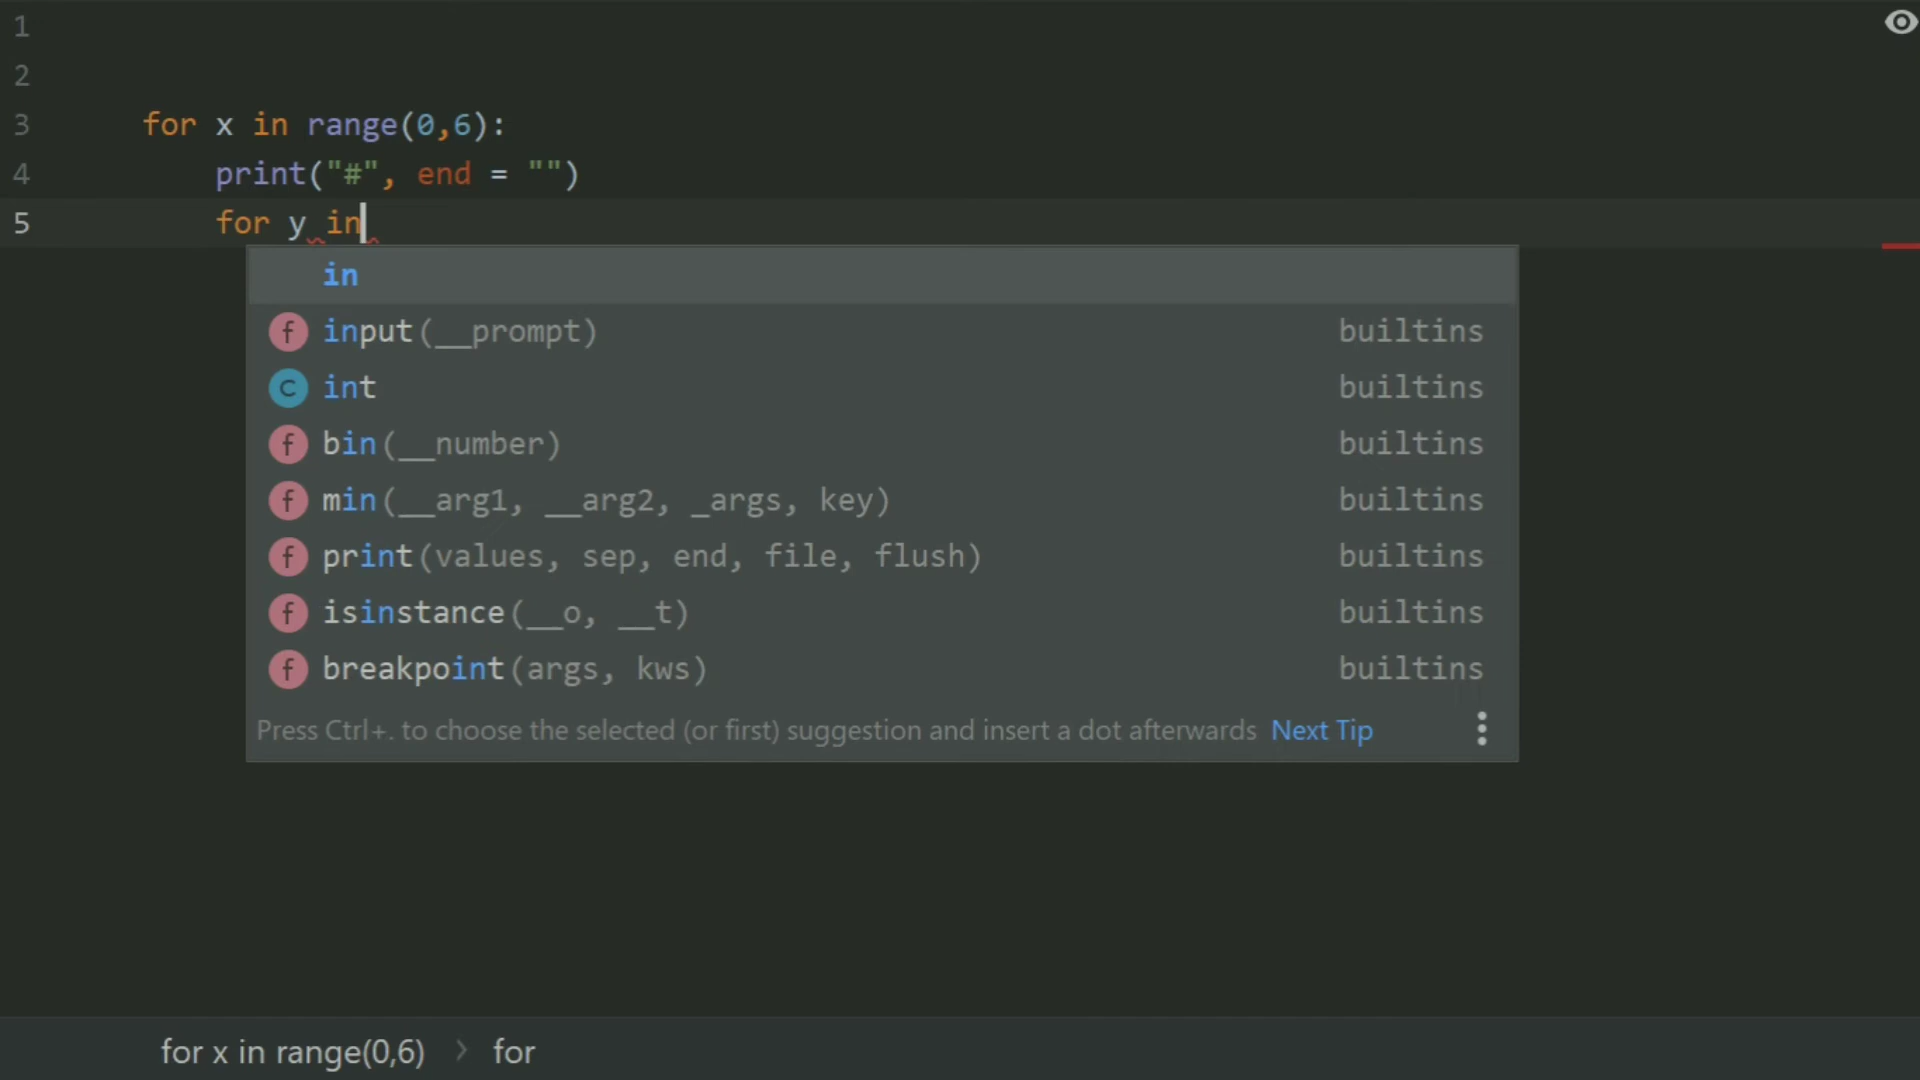 1
2
3 for x in range(0,6):
4 print("#", end = "")
5 for y in
in
f input(__prompt) builtins
c int builtins
f bin(__number) builtins
f min(__arg1, __arg2, _args, key) builtins
f print(values, sep, end, file, flush) builtins
f isinstance(__o, __t) builtins
f breakpoint(args, kws) builtins
Press Ctrl+. to choose the selected (or first) suggestion and insert a dot afterwards Next Tip
for x in range(0,6) > for